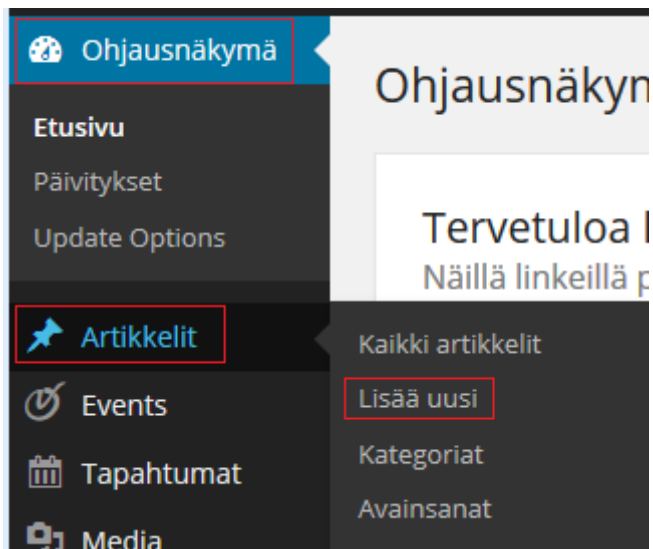 Ohjausnäkymä
Etusivu
Päivitykset
Update Options
Artikkelit
Events
Tapahtumat
Media
Ohjausnäkym
Tervetuloa
Näillä linkeillä p
Kaikki artikkelit
Lisää uusi
Kategoriat
Avainsanat